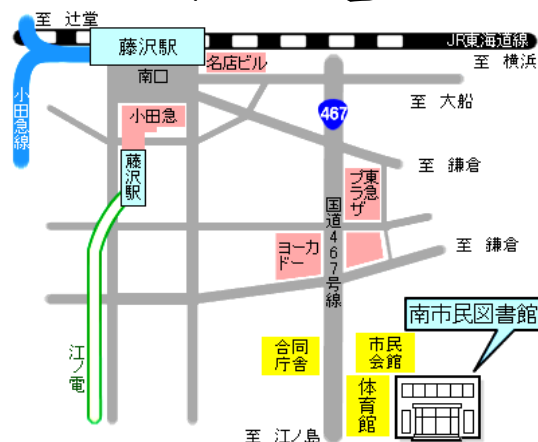 至 辻堂
藤沢駅
JR東海道線
南口
名店ビル
至 横浜
小田急線
小田急
467
至 大船
藤沢駅
至 鎌倉
東急
プラザ
国道467号線
ヨーカ
ドー
至 鎌倉
南市民図書館
江ノ電
合同
庁舎
市民
会館
体育館
至 江ノ島